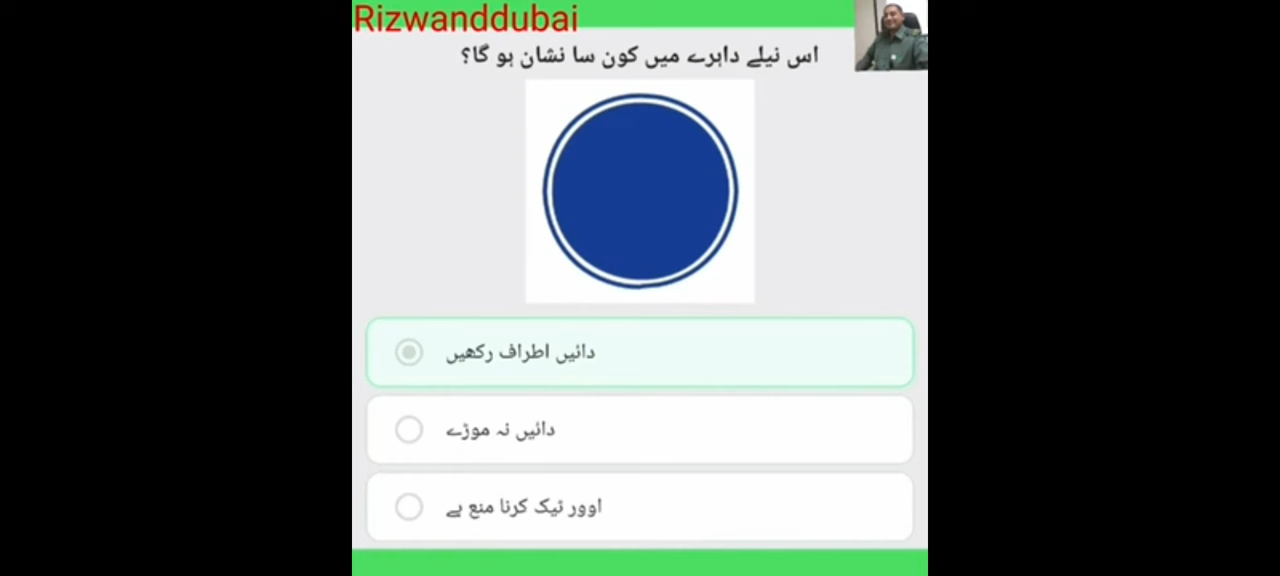 Rizwanddubai
اس نیلے داہرے میں کون سا نشان ہو گا؟
دائیں اطراف رکھیں
دائیں نہ موڑے
اوور ٹیک کرنا منع ہے